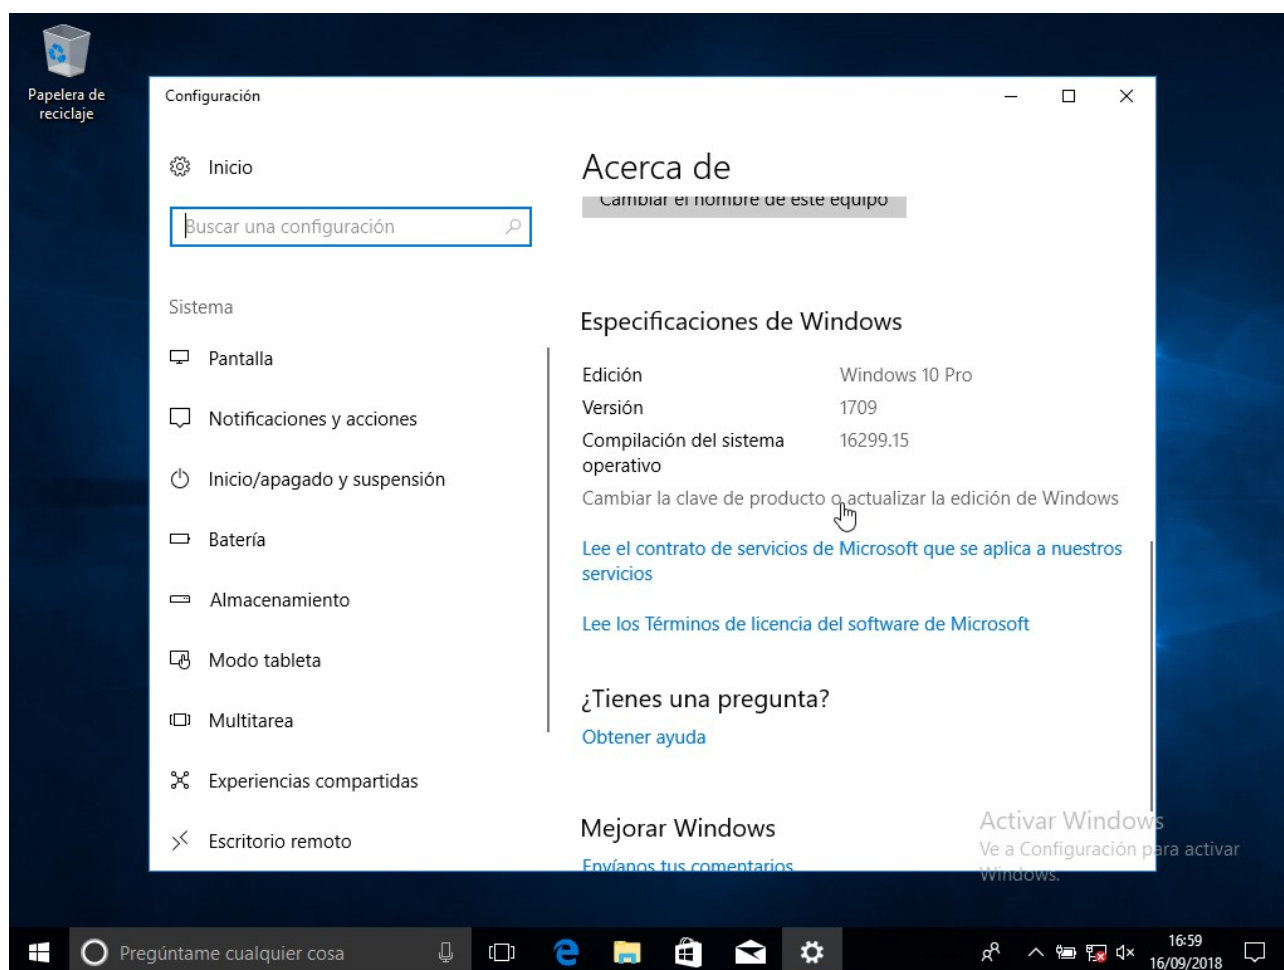 Papelera de
reciclaje
Configuración
Inicio
Buscar una configuración
Sistema
Pantalla
Notificaciones y acciones
Inicio/apagado y suspensión
Batería
Almacenamiento
Modo tableta
Multitarea
Experiencias compartidas
Escritorio remoto
Acerca de
Cambiar el nombre de este equipo
Especificaciones de Windows
Edición Windows 10 Pro
Versión 1709
Compilación del sistema 16299.15
operativo
Cambiar la clave de producto o actualizar la edición de Windows
Lee el contrato de servicios de Microsoft que se aplica a nuestros
servicios
Lee los Términos de licencia del software de Microsoft
¿Tienes una pregunta?
Obtener ayuda
Mejorar Windows
Envíanos tus comentarios
Activar Windows
Ve a Configuración para activar
Windows.
Pregúntame cualquier cosa
16:59
16/09/2018